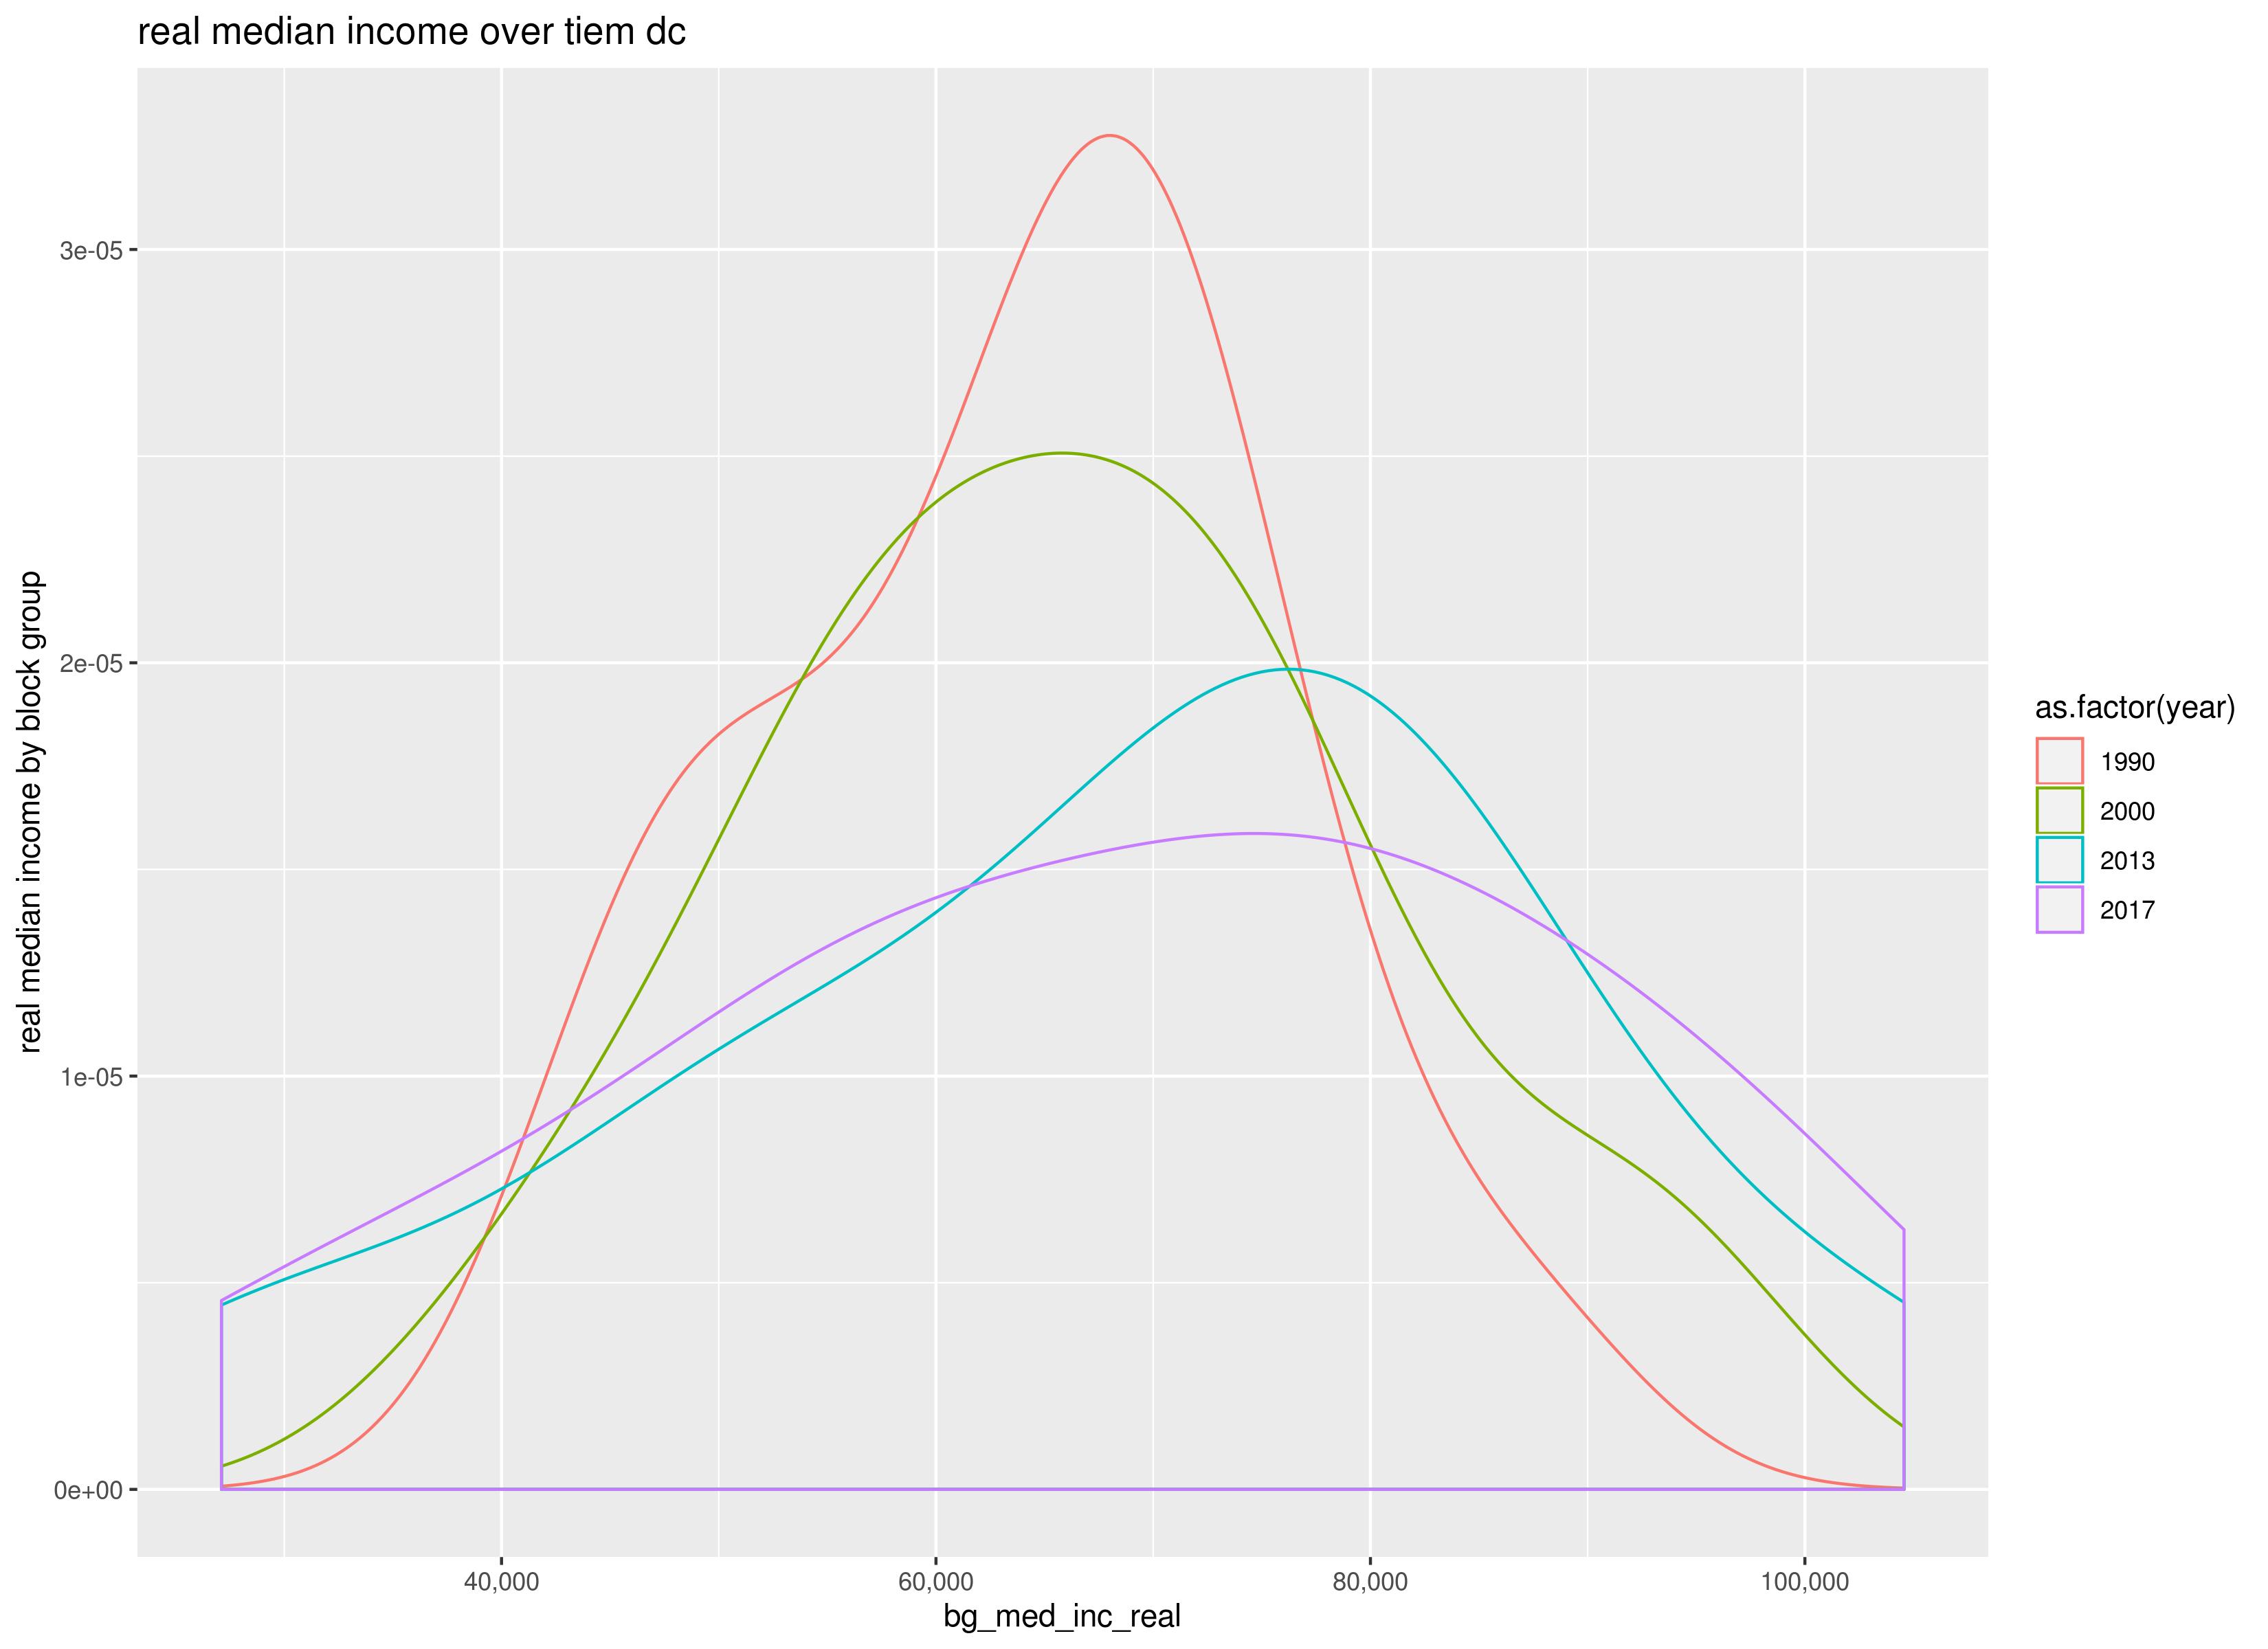 real median income over tiem dc
real median income by block group
3e-05
2e-05
1e-05
0e+00
40,000
60,000
80,000
100,000
bg_med_inc_real
as.factor(year)
1990
2000
2013
2017